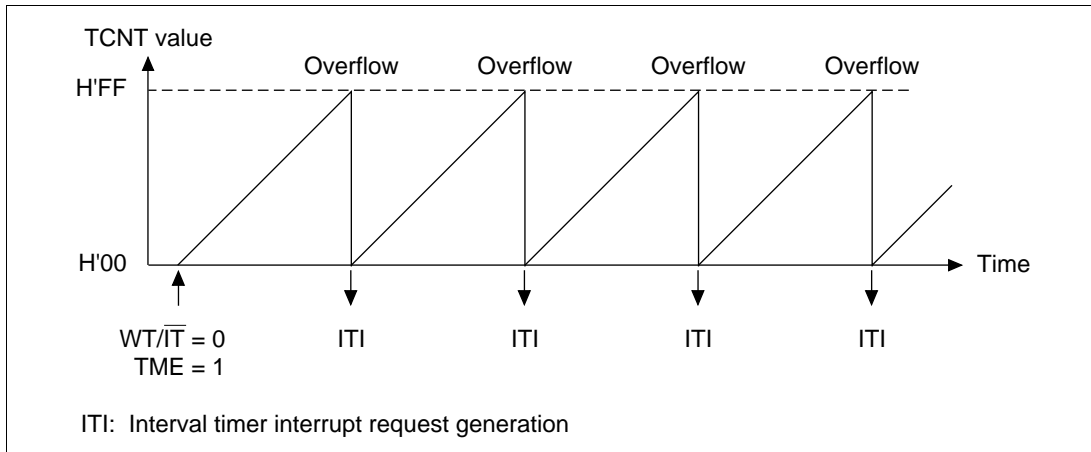 TCNT value
Overflow Overflow Overflow Overflow
H'FF
H'00
Time
WT/I̅T̅ = 0
TME = 1
ITI ITI ITI ITI
ITI: Interval timer interrupt request generation